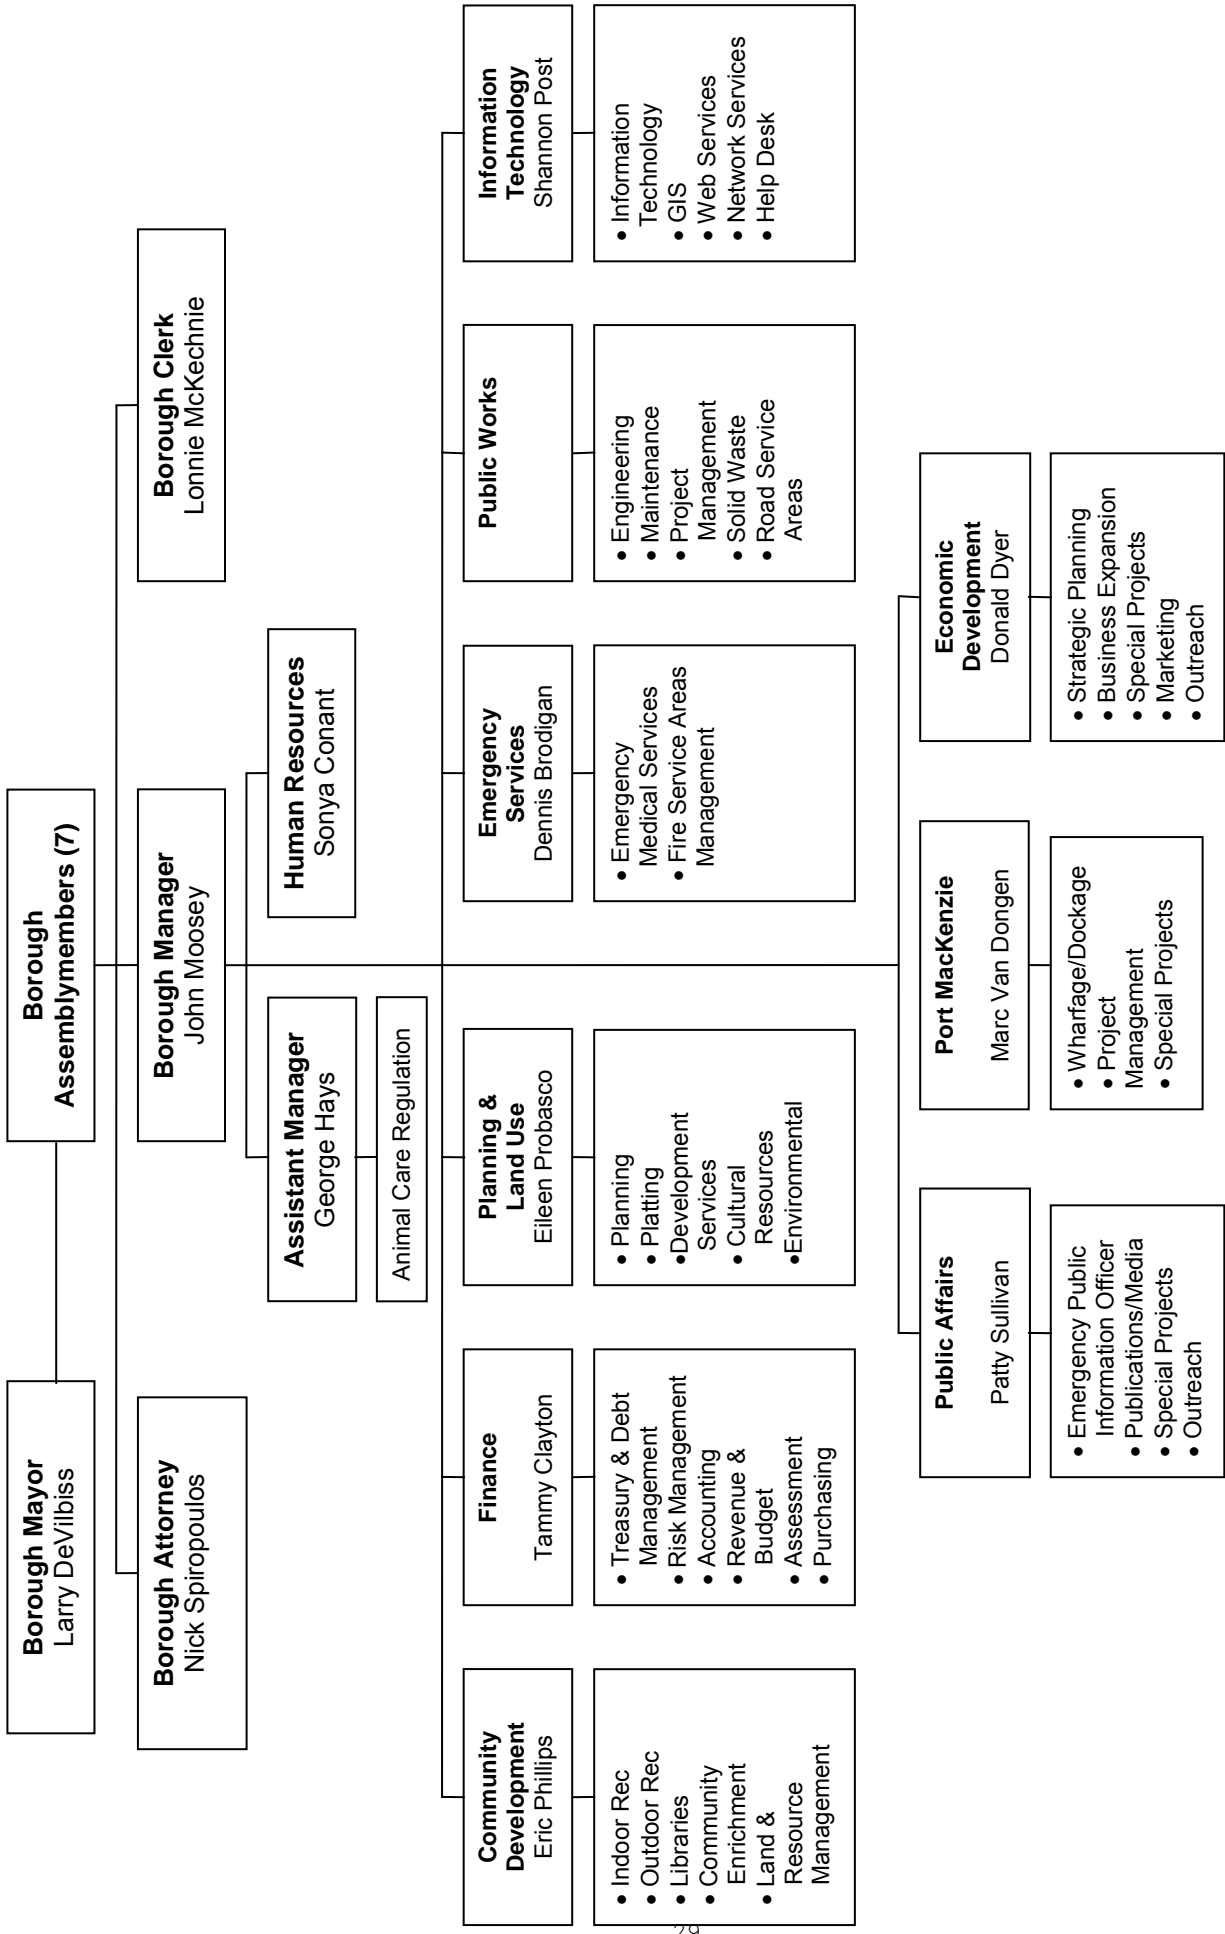 Borough Mayor
Larry DeVilbiss
Borough
Assemblymembers (7)
Borough Attorney
Nick Spiropoulos
Borough Manager
John Moosey
Borough Clerk
Lonnie McKechnie
Assistant Manager
George Hays
Human Resources
Sonya Conant
Animal Care Regulation
Community
Development
Eric Phillips
Finance
Tammy Clayton
Planning &
Land Use
Eileen Probasco
Emergency
Services
Dennis Brodigan
Public Works
Information
Technology
Shannon Post
• Indoor Rec
• Outdoor Rec
• Libraries
• Community
Enrichment
• Land &
Resource
Management
• Treasury & Debt
Management
• Risk Management
• Accounting
• Revenue &
Budget
• Assessment
• Purchasing
• Planning
• Platting
•Development
Services
• Cultural
Resources
•Environmental
• Emergency
Medical Services
• Fire Service Areas
Management
• Engineering
• Maintenance
• Project
Management
• Solid Waste
• Road Service
Areas
• Information
Technology
• GIS
• Web Services
• Network Services
• Help Desk
Public Affairs
Patty Sullivan
Port MacKenzie
Marc Van Dongen
Economic
Development
Donald Dyer
• Emergency Public
Information Officer
• Publications/Media
• Special Projects
• Outreach
• Wharfage/Dockage
• Project
Management
• Special Projects
• Strategic Planning
• Business Expansion
• Special Projects
• Marketing
• Outreach
29